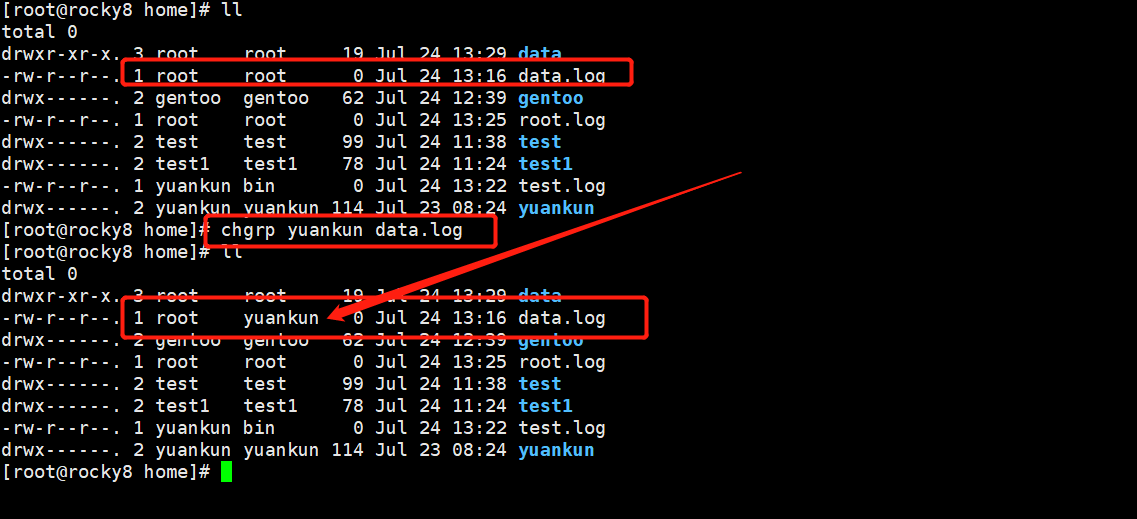 [root@rocky8 home]# ll
total 0
drwxr-xr-x. 3 root    root     19 Jul 24 13:29 data
-rw-r--r--. 1 root    root      0 Jul 24 13:16 data.log
drwx------. 2 gentoo  gentoo   62 Jul 24 12:39 gentoo
-rw-r--r--. 1 root    root      0 Jul 24 13:25 root.log
drwx------. 2 test    test     99 Jul 24 11:38 test
drwx------. 2 test1   test1    78 Jul 24 11:24 test1
-rw-r--r--. 1 yuankun bin       0 Jul 24 13:22 test.log
drwx------. 2 yuankun yuankun 114 Jul 23 08:24 yuankun
[root@rocky8 home]# chgrp yuankun data.log
[root@rocky8 home]# ll
total 0
drwxr-xr-x. 3 root    root     19 Jul 24 13:29 data
-rw-r--r--. 1 root    yuankun   0 Jul 24 13:16 data.log
drwx------. 2 gentoo  gentoo   62 Jul 24 12:39 gentoo
-rw-r--r--. 1 root    root      0 Jul 24 13:25 root.log
drwx------. 2 test    test     99 Jul 24 11:38 test
drwx------. 2 test1   test1    78 Jul 24 11:24 test1
-rw-r--r--. 1 yuankun bin       0 Jul 24 13:22 test.log
drwx------. 2 yuankun yuankun 114 Jul 23 08:24 yuankun
[root@rocky8 home]#